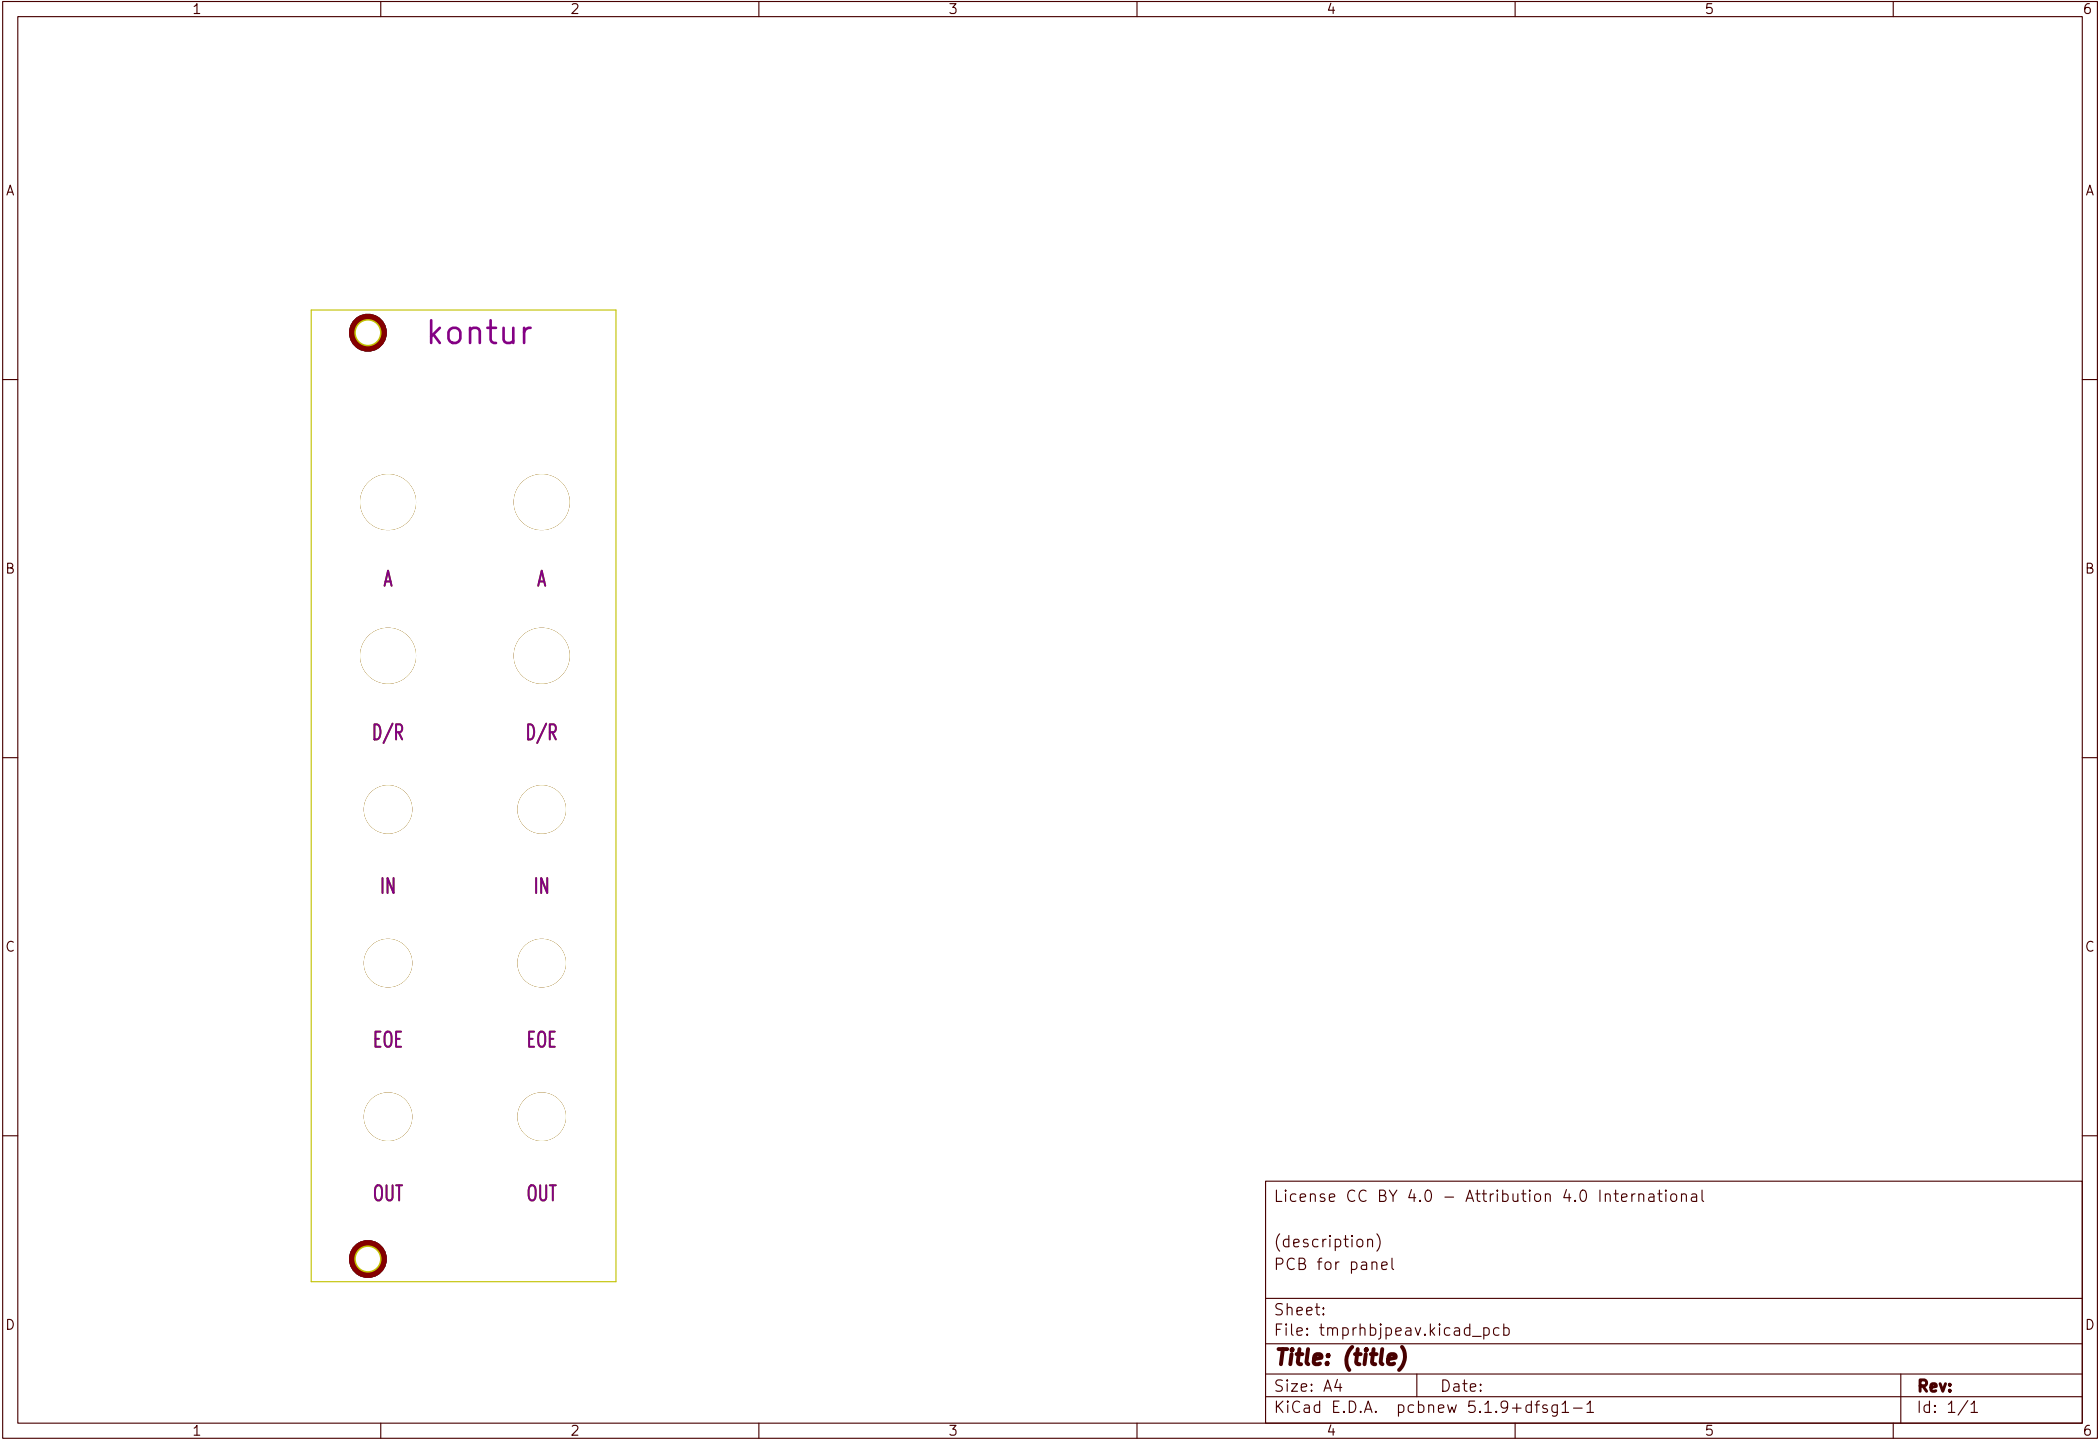 1 2 3 4 5 6
A A
kontur
A A
B B
D/R D/R
IN IN
C C
EOE EOE
OUT OUT
License CC BY 4.0 – Attribution 4.0 International
(description)
PCB for panel
Sheet:
D D
File: tmprhbjpeav.kicad_pcb
Title: (title)
Size: A4 Date: Rev:
KiCad E.D.A. pcbnew 5.1.9+dfsg1-1 Id: 1/1
1 2 3 4 5 6